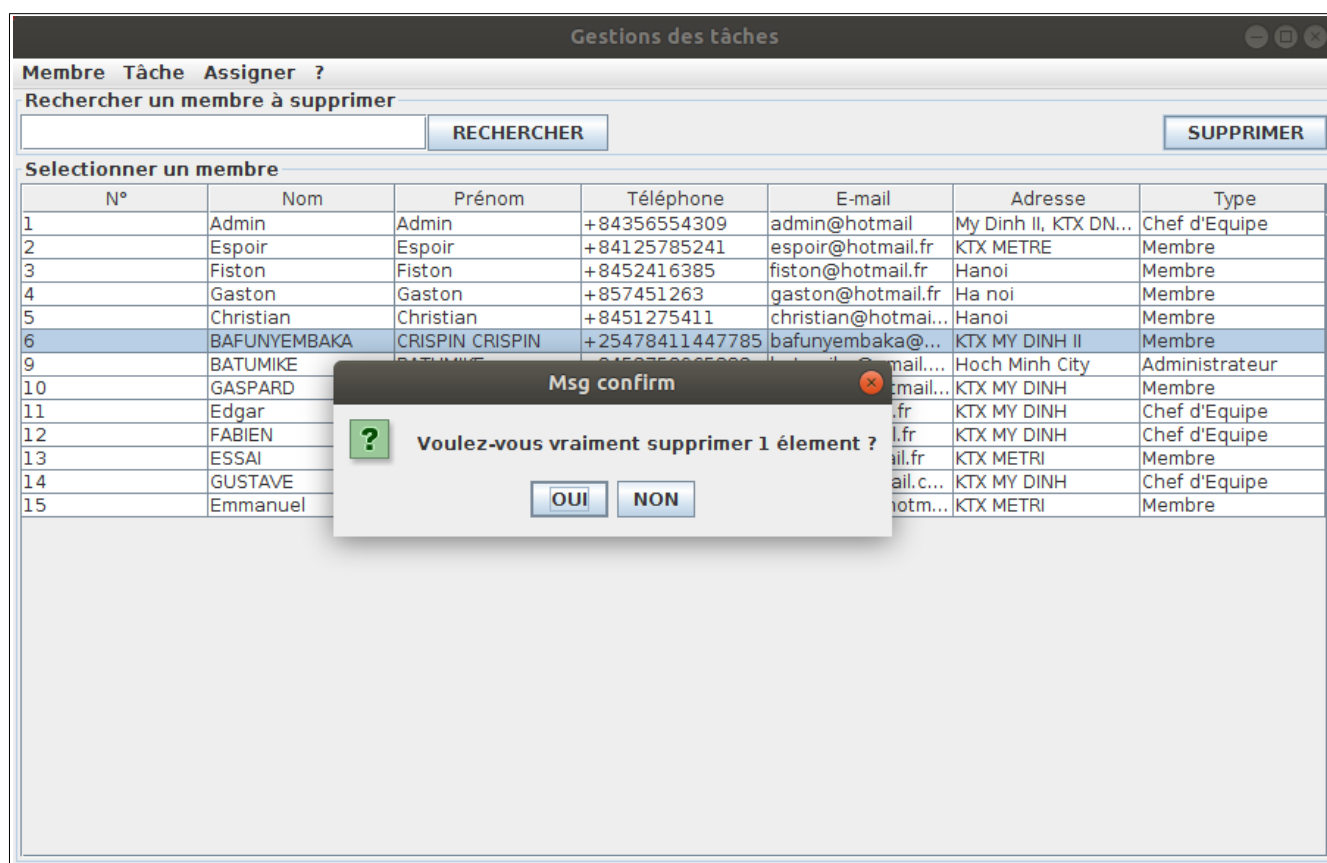 Gestions des tâches
Membre Tâche Assigner ?
Rechercher un membre à supprimer
RECHERCHER SUPPRIMER
Selectionner un membre
N° Nom Prénom Téléphone E-mail Adresse Type
1 Admin Admin +84356554309 admin@hotmail My Dinh II, KTX DN... Chef d'Equipe
2 Espoir Espoir +84125785241 espoir@hotmail.fr KTX METRE Membre
3 Fiston Fiston +8452416385 fiston@hotmail.fr Hanoi Membre
4 Gaston Gaston +857451263 gaston@hotmail.fr Ha noi Membre
5 Christian Christian +8451275411 christian@hotmai... Hanoi Membre
6 BAFUNYEMBAKA CRISPIN CRISPIN +25478411447785 bafunyembaka@... KTX MY DINH II Membre
9 BATUMIKE Hoch Minh City Administrateur
10 GASPARD KTX MY DINH Membre
11 Edgar .fr KTX MY DINH Chef d'Equipe
12 FABIEN l.fr KTX MY DINH Chef d'Equipe
13 ESSAI ail.fr KTX METRI Membre
14 GUSTAVE ail.c... KTX MY DINH Chef d'Equipe
15 Emmanuel otm... KTX METRI Membre
Msg confirm
Voulez-vous vraiment supprimer 1 élement ?
OUI NON